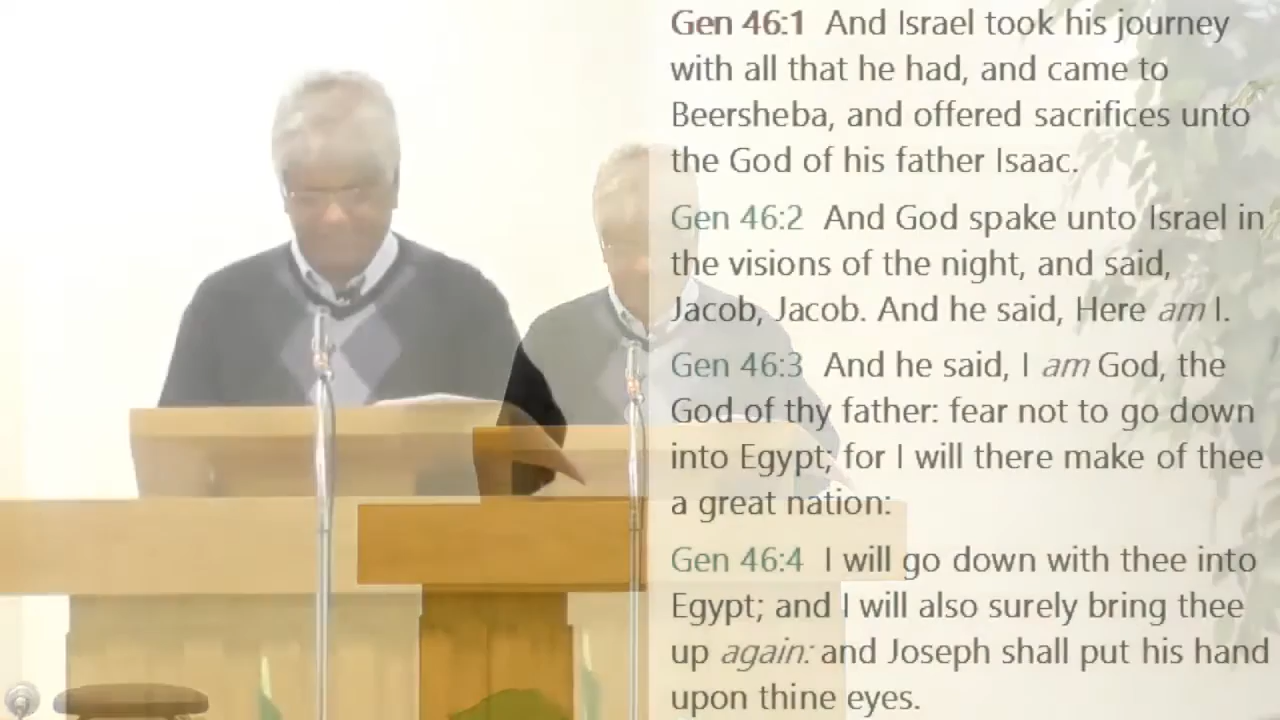 Gen 46:1 And Israel took his journey
with all that he had, and came to
Beersheba, and offered sacrifices unto
the God of his father Isaac.
Gen 46:2 And God spake unto Israel in
the visions of the night, and said,
Jacob, Jacob. And he said, Here am I.
Gen 46:3 And he said, I am God, the
God of thy father: fear not to go down
into Egypt; for I will there make of thee
a great nation:
Gen 46:4 I will go down with thee into
Egypt; and I will also surely bring thee
up again: and Joseph shall put his hand
upon thine eyes.